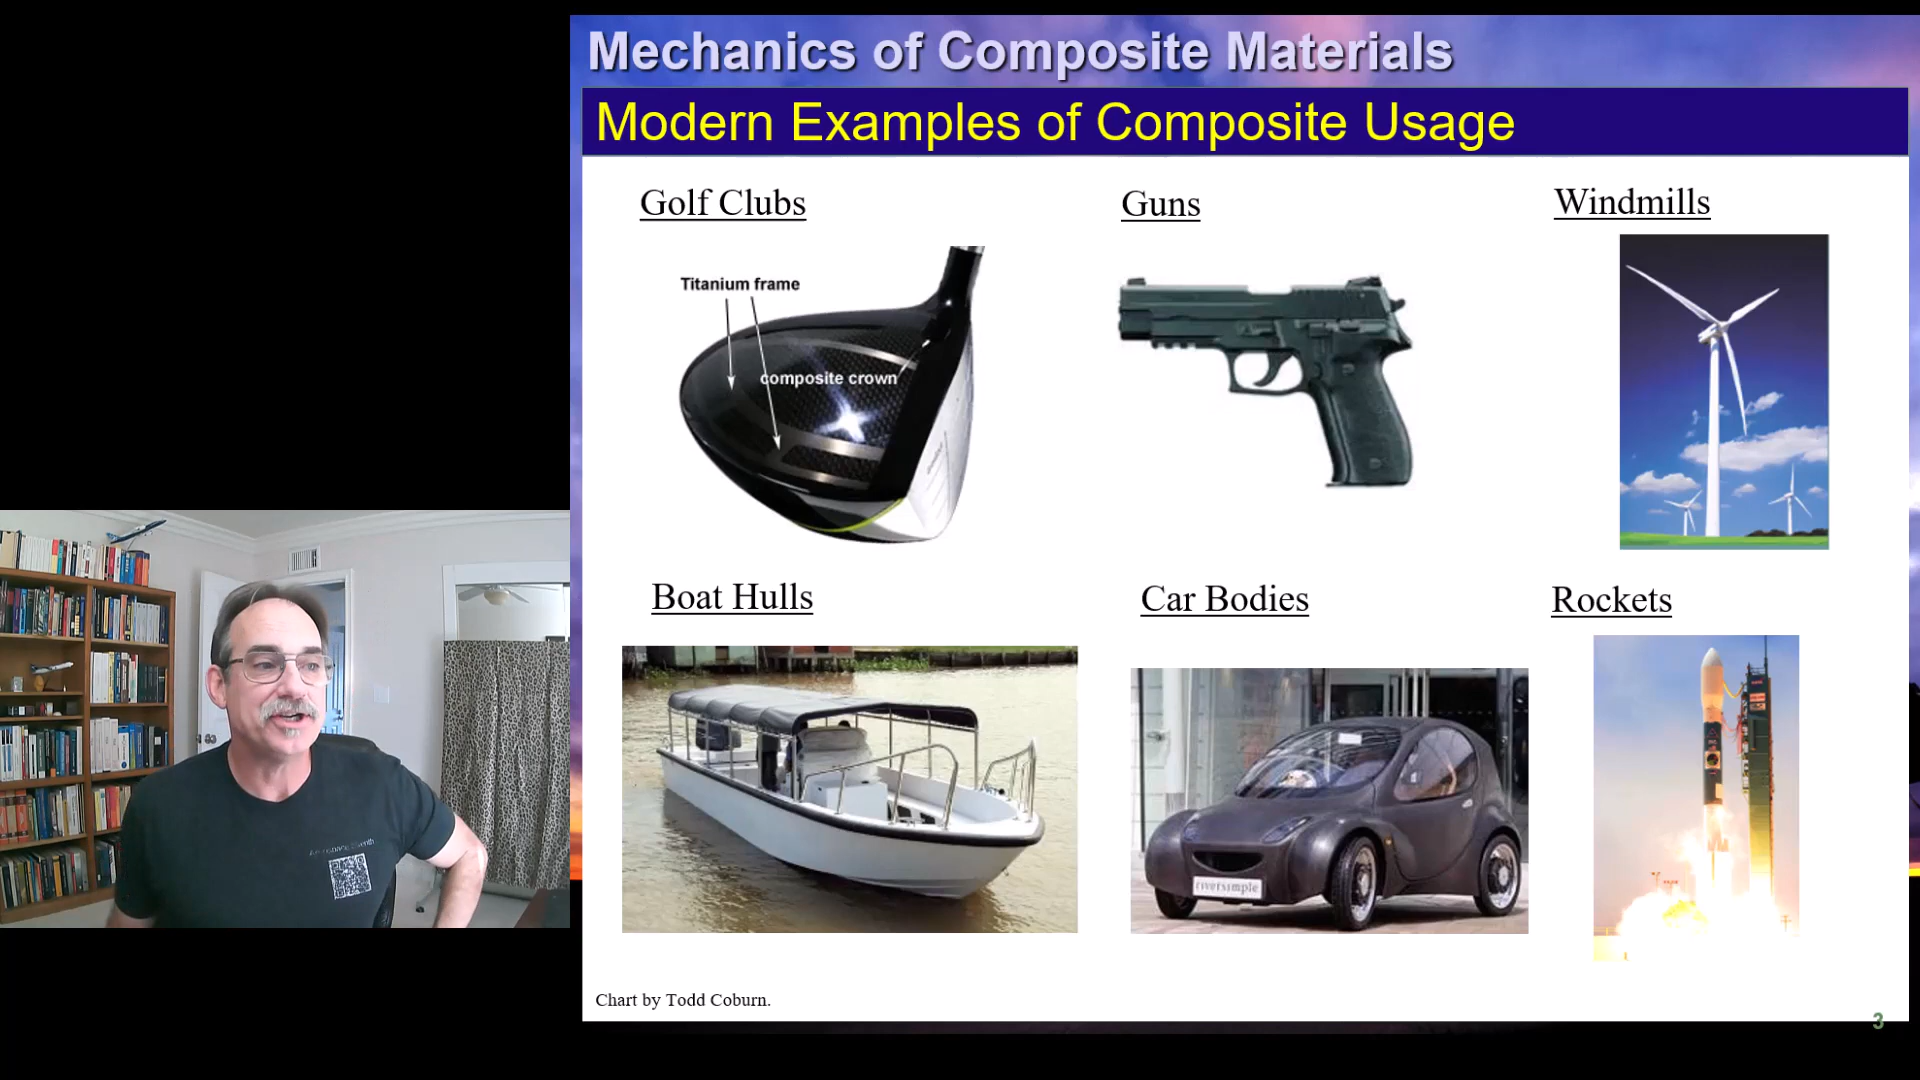 Mechanics of Composite Materials
Modern Examples of Composite Usage
Golf Clubs
Guns
Windmills
Titanium frame
composite crown
Boat Hulls
Car Bodies
Rockets
riversimple
Chart by Todd Coburn.
3